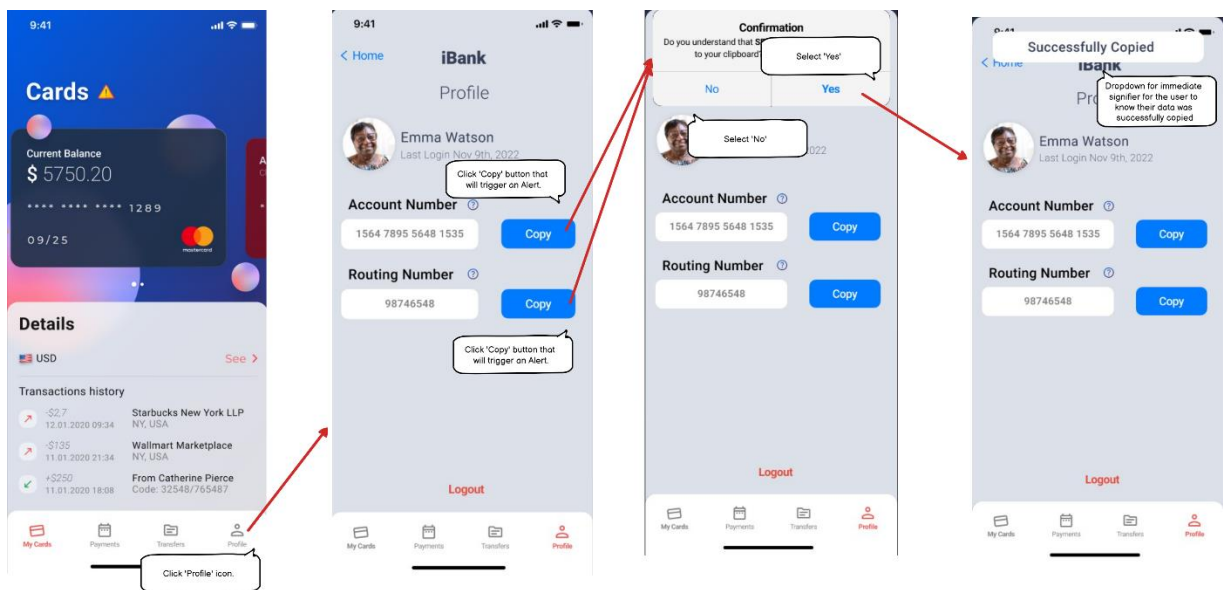 9:41
Cards
Current Balance
$ 5750.20
**** **** **** 1289
09/25
mastercard
A
Details
USD
See >
Transactions history
-$2,7
12.01.2020 09:34
Starbucks New York LLP
NY, USA
-$135
11.01.2020 21:34
Wallmart Marketplace
NY, USA
+$250
11.01.2020 18:08
From Catherine Pierce
Code: 32548/765487
My Cards
Payments
Transfers
Profile
Click 'Profile' icon.
9:41
< Home
iBank
Profile
Emma Watson
Last Login Nov 9th, 2022
Click 'Copy' button that
will trigger an Alert.
Account Number
1564 7895 5648 1535
Copy
Routing Number
98746548
Copy
Click 'Copy' button that
will trigger an Alert.
Logout
My Cards
Payments
Transfers
Profile
Confirmation
Do you understand that
to your clipboard
Select 'Yes'
No
Yes
Select 'No'
2022
Account Number
1564 7895 5648 1535
Copy
Routing Number
98746548
Copy
Logout
My Cards
Payments
Transfers
Profile
9:41
Successfully Copied
< Home
iBank
Dropdown for immediate
signifier for the user to
know their data was
successfully copied
Emma Watson
Last Login Nov 9th, 2022
Account Number
1564 7895 5648 1535
Copy
Routing Number
98746548
Copy
Logout
My Cards
Payments
Transfers
Profile